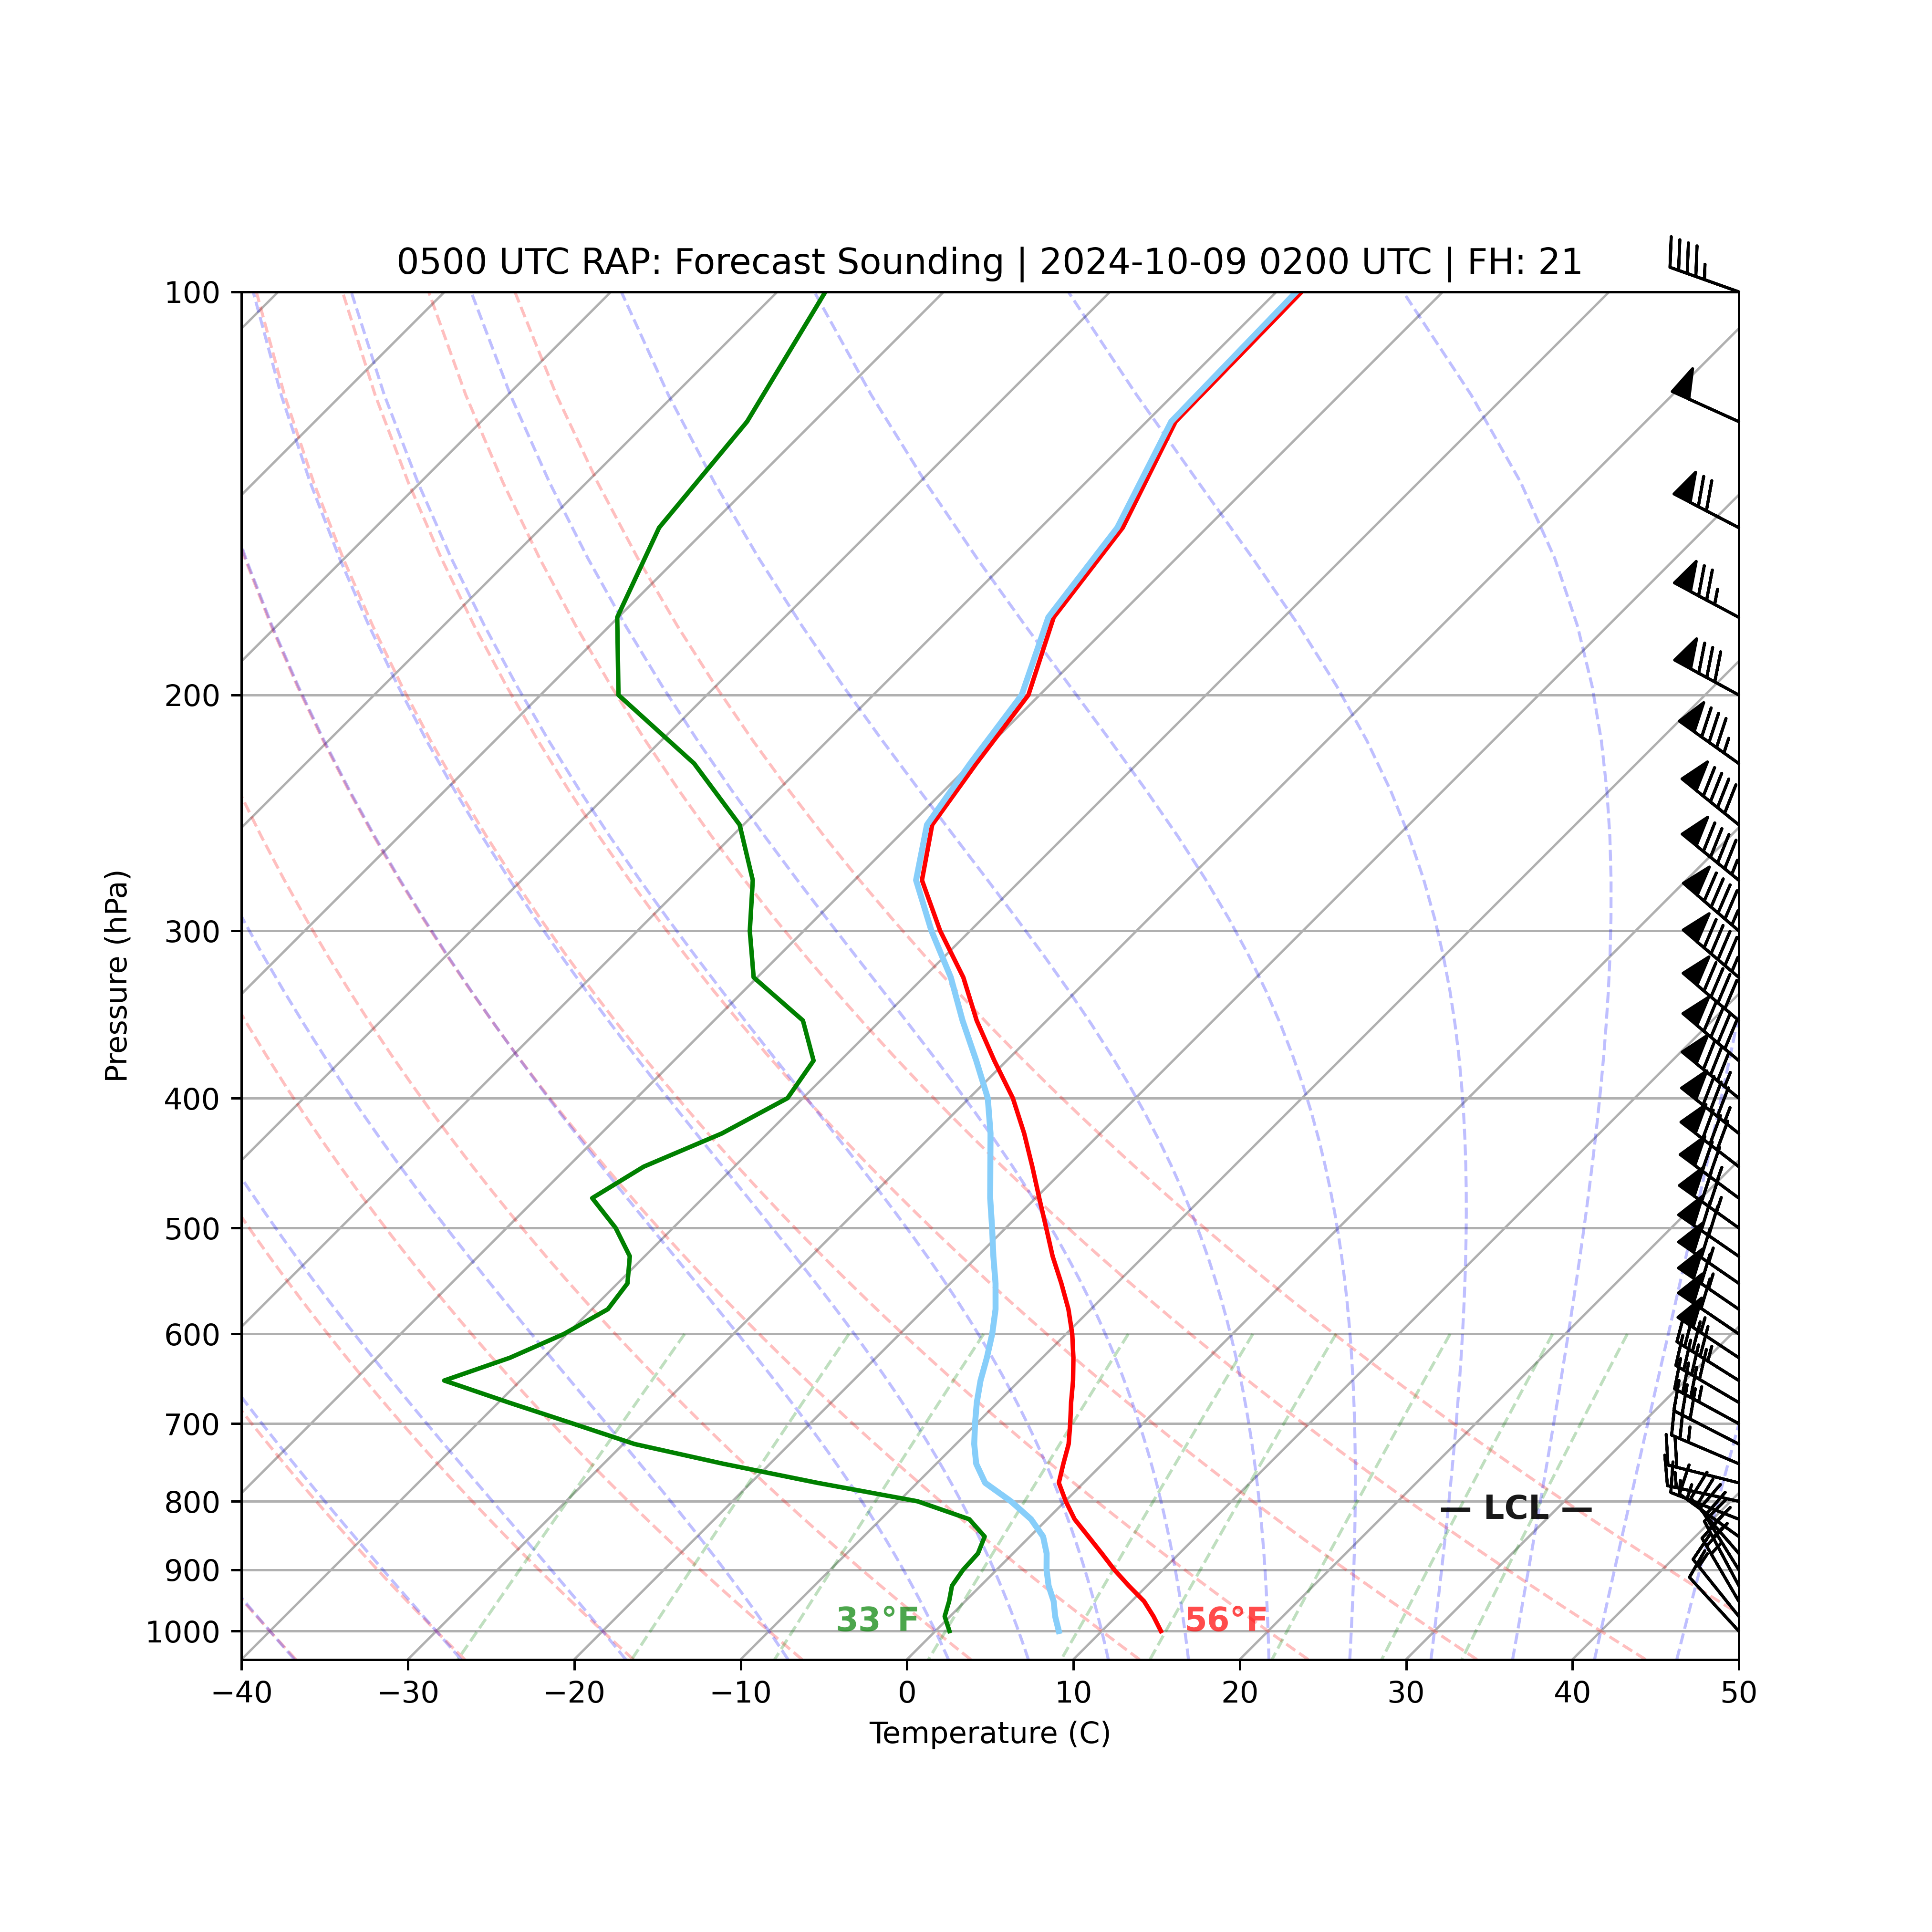 0500 UTC RAP: Forecast Sounding | 2024-10-09 0200 UTC | FH: 21
100
200
300
400
500
600
700
800
900
1000
Pressure (hPa)
— LCL —
33°F
56°F
−40 −30 −20 −10 0 10 20 30 40 50
Temperature (C)